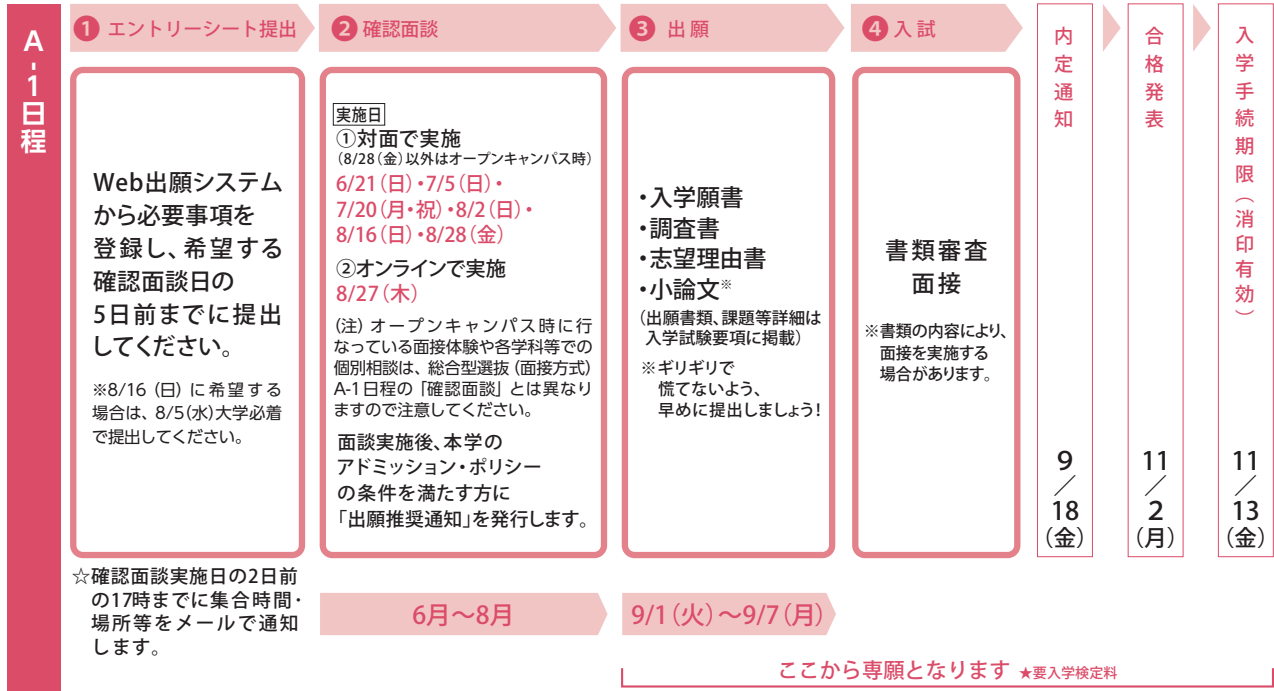 A-1日程
❶ エントリーシート提出
Web出願システム
から必要事項を
登録し、希望する
確認面談日の
5日前までに提出
してください。
※8/16（日）に希望する
場合は、8/5(水)大学必着
で提出してください。
☆確認面談実施日の2日前
の17時までに集合時間・
場所等をメールで通知
します。
❷ 確認面談
実施日
①対面で実施
（8/28（金）以外はオープンキャンパス時）
6/21（日）・7/5（日）・
7/20（月・祝）・8/2（日）・
8/16（日）・8/28（金）
②オンラインで実施
8/27（木）
（注）オープンキャンパス時に行
なっている面接体験や各学科等での
個別相談は、総合型選抜（面接方式）
A-1日程の「確認面談」とは異なり
ますので注意してください。
面談実施後、本学の
アドミッション・ポリシー
の条件を満たす方に
「出願推奨通知」を発行します。
6月～8月
❸ 出願
・入学願書
・調査書
・志望理由書
・小論文※
（出願書類、課題等詳細は
入学試験要項に掲載）
※ギリギリで
慌てないよう、
早めに提出しましょう！
9/1（火）～9/7（月）
❹ 入試
書類審査
面接
※書類の内容により、
面接を実施する
場合があります。
内定通知
9／18（金）
合格発表
11／2（月）
入学手続期限（消印有効）
11／13（金）
ここから専願となります ★要入学検定料